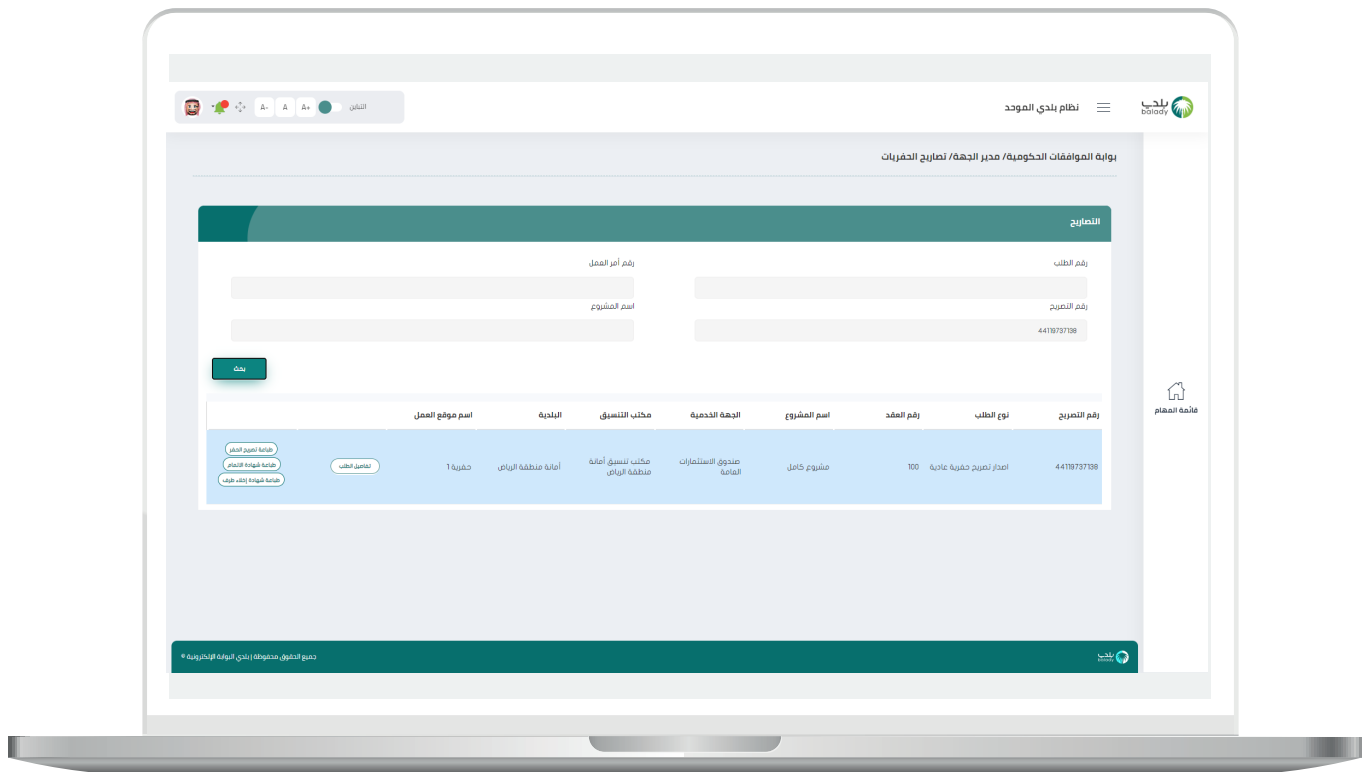 بلدي
balady
نظام بلدي الموحد
التباين
A+
A
A-
بوابة الموافقات الحكومية/ مدير الجهة/ تصاريح الحفريات
قائمة المهام
التصاريح
رقم الطلب
رقم أمر العمل
رقم التصريح
اسم المشروع
44119737138
بحث
رقم التصريح نوع الطلب رقم العقد اسم المشروع الجهة الخدمية مكتب التنسيق البلدية اسم موقع العمل
44119737138 اصدار تصريح حفرية عادية 100 مشروع كامل صندوق الاستثمارات العامة مكتب تنسيق أمانة منطقة الرياض أمانة منطقة الرياض حفرية 1
تفاصيل الطلب
طباعة تصريح الحفر
طباعة شهادة الاتمام
طباعة شهادة إخلاء طرف
بلدي
balady
جميع الحقوق محفوظة | بلدي البوابة الإلكترونية ©